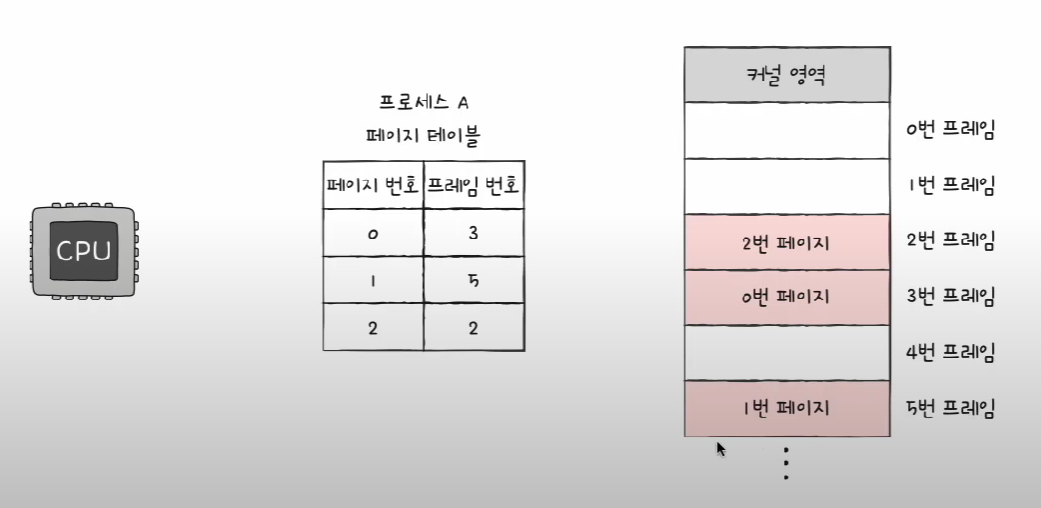 CPU
프로세스 A
페이지 테이블
페이지 번호 프레임 번호
0 3
1 5
2 2
커널 영역
0번 프레임
1번 프레임
2번 페이지 2번 프레임
0번 페이지 3번 프레임
4번 프레임
1번 페이지 5번 프레임